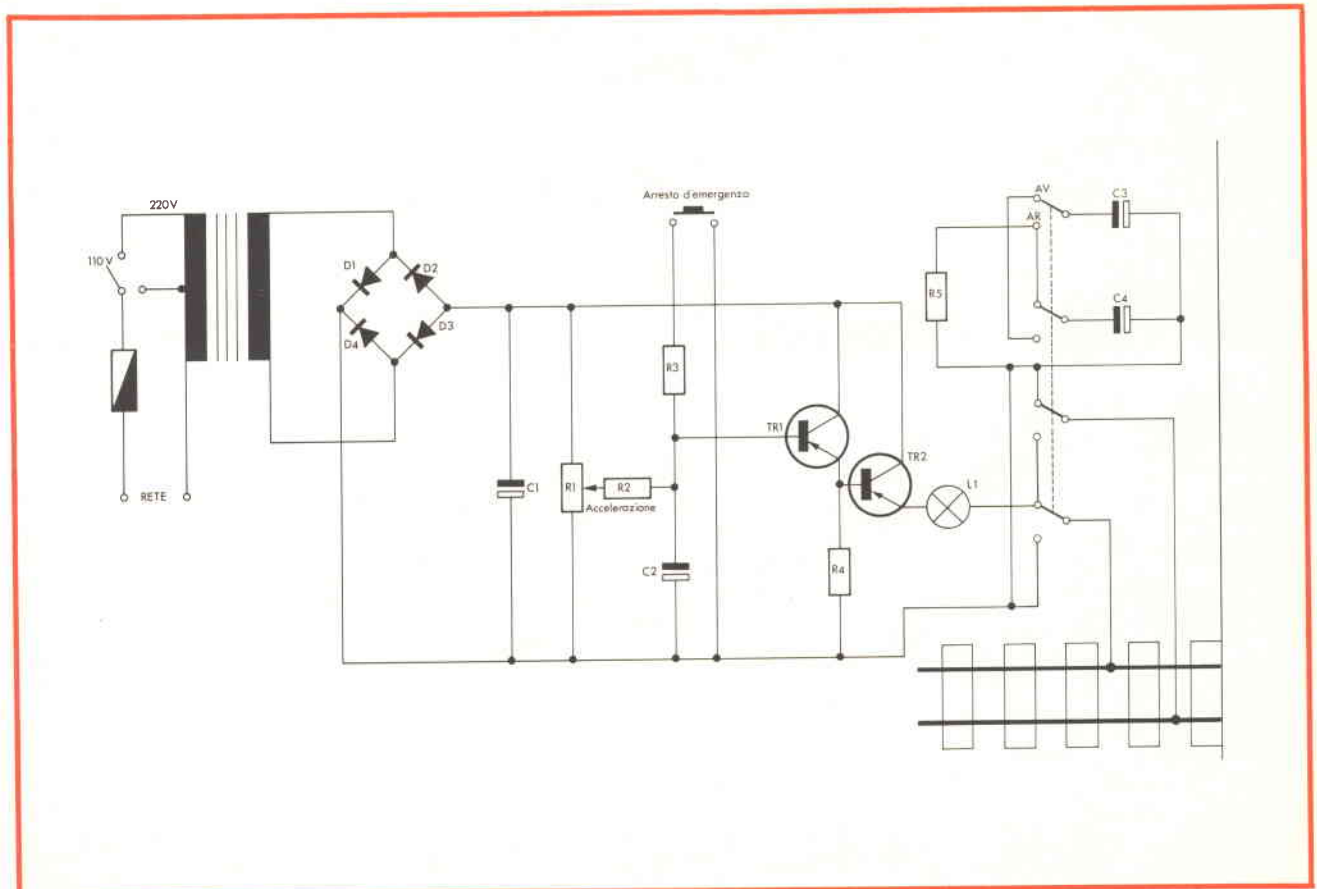 220V
110V
RETE
D1
D2
D3
D4
C1
R1
R2
Accelerazione
Arresto d'emergenzo
R3
C2
TR1
TR2
R4
L1
AV
AR
R5
C3
C4